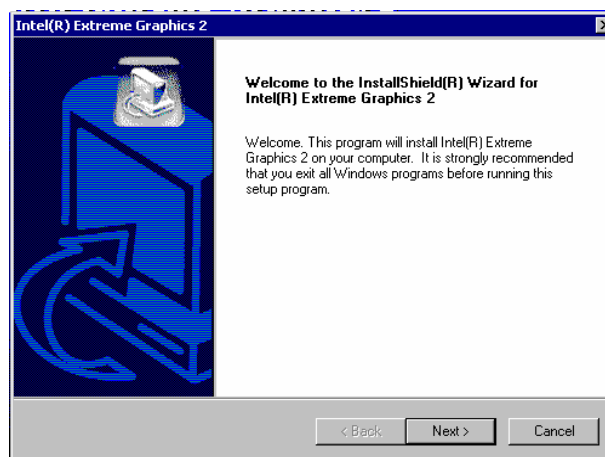 Intel(R) Extreme Graphics 2
Welcome to the InstallShield(R) Wizard for
Intel(R) Extreme Graphics 2
Welcome. This program will install Intel(R) Extreme
Graphics 2 on your computer. It is strongly recommended
that you exit all Windows programs before running this
setup program.
< Back
Next >
Cancel